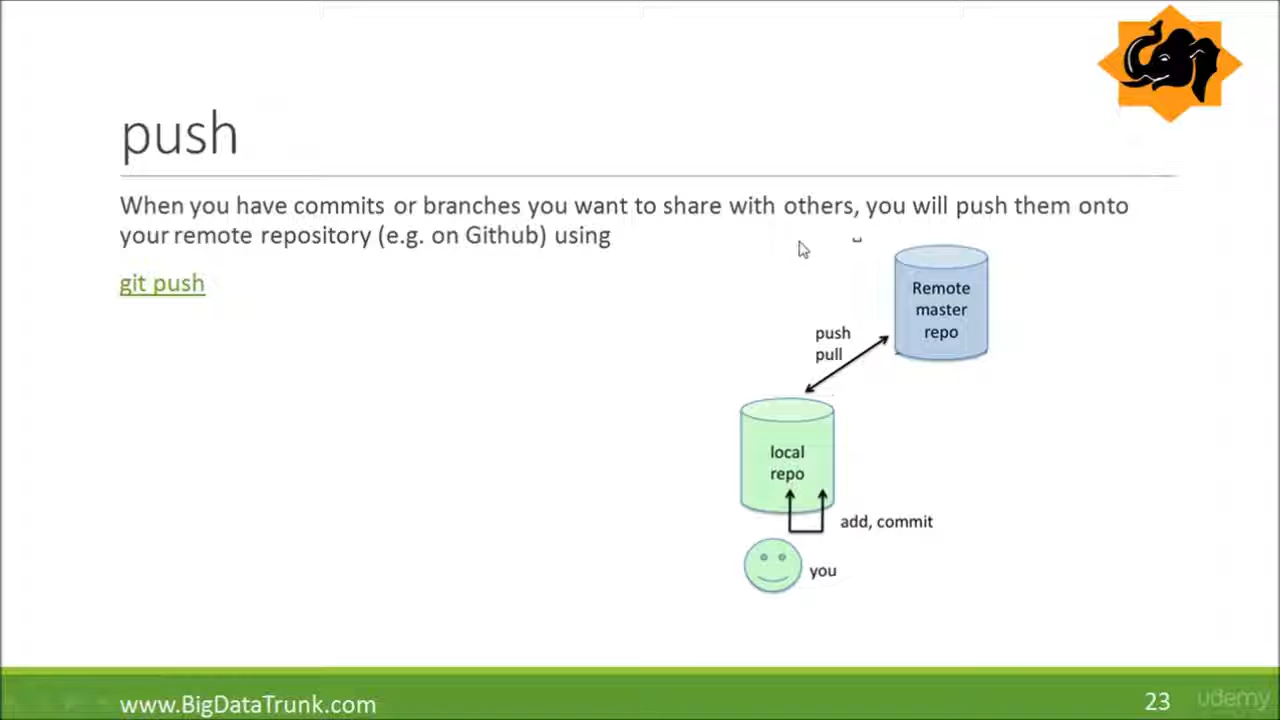 push
When you have commits or branches you want to share with others, you will push them onto
your remote repository (e.g. on Github) using
git push
Remote
master
repo
push
pull
local
repo
add, commit
you
www.BigDataTrunk.com
23
udemy